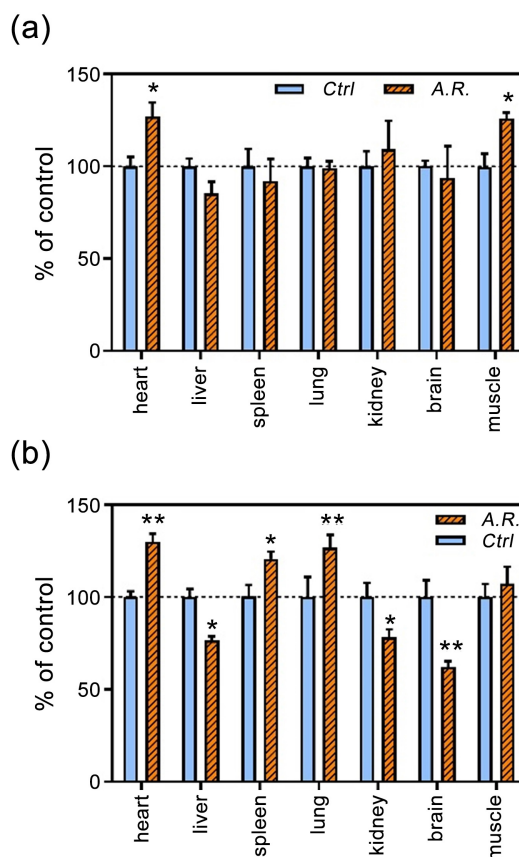 (a)
150
100
50
0
% of control
Ctrl A.R.
*
*
heart
liver
spleen
lung
kidney
brain
muscle
(b)
150
100
50
0
% of control
A.R.
Ctrl
**
*
*
**
*
**
heart
liver
spleen
lung
kidney
brain
muscle